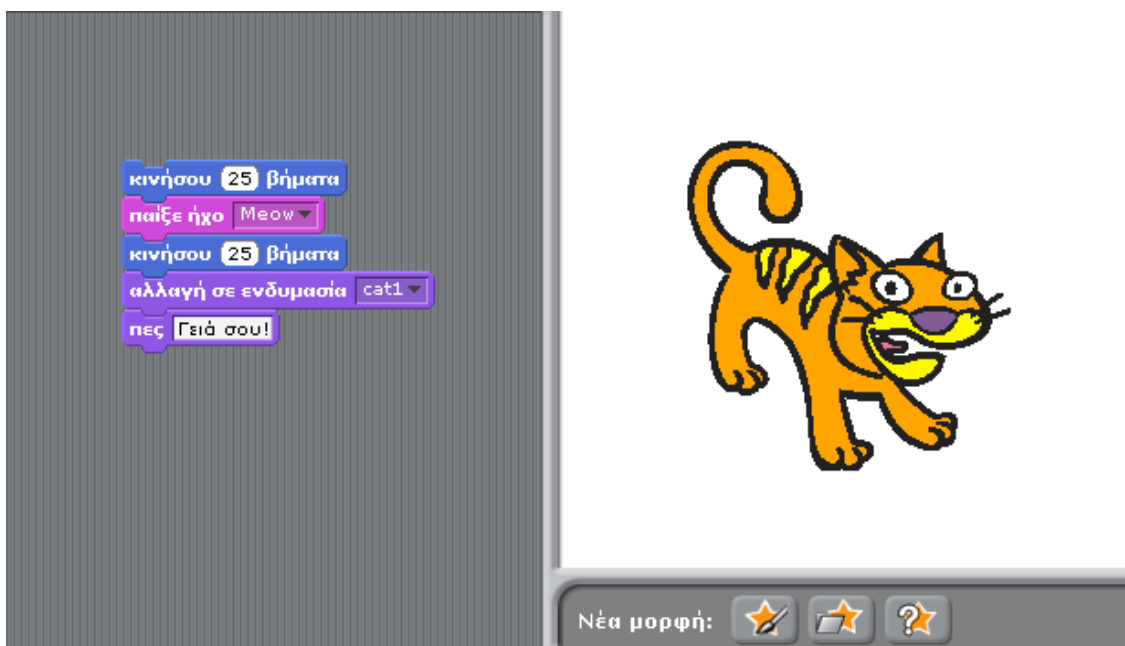 κινήσου 25 βήματα
παίξε ήχο Meow
κινήσου 25 βήματα
αλλαγή σε ενδυμασία cat1
πες Γειά σου!
Νέα μορφή: